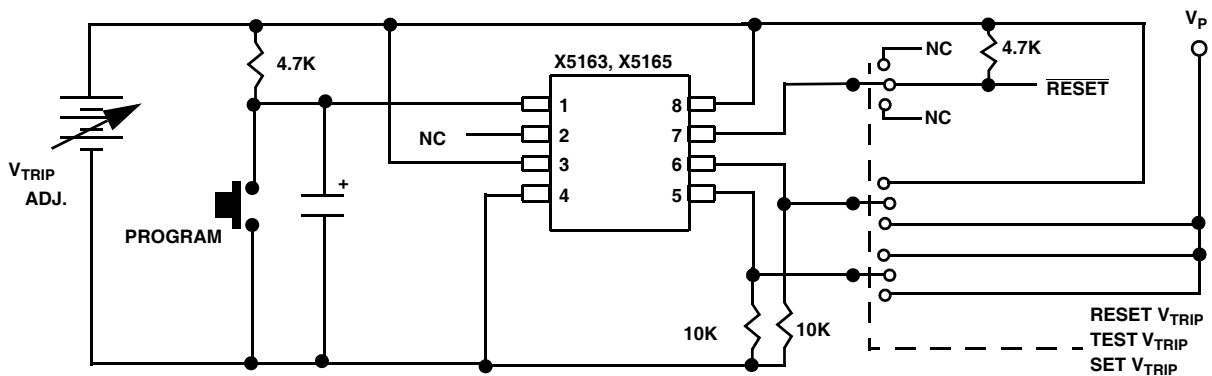 V_P
NC
4.7K
4.7K
X5163, X5165
RESET
1
8
NC
2
7
NC
3
6
V_TRIP
ADJ.
4
5
+
PROGRAM
10K
10K
RESET V_TRIP
TEST V_TRIP
SET V_TRIP